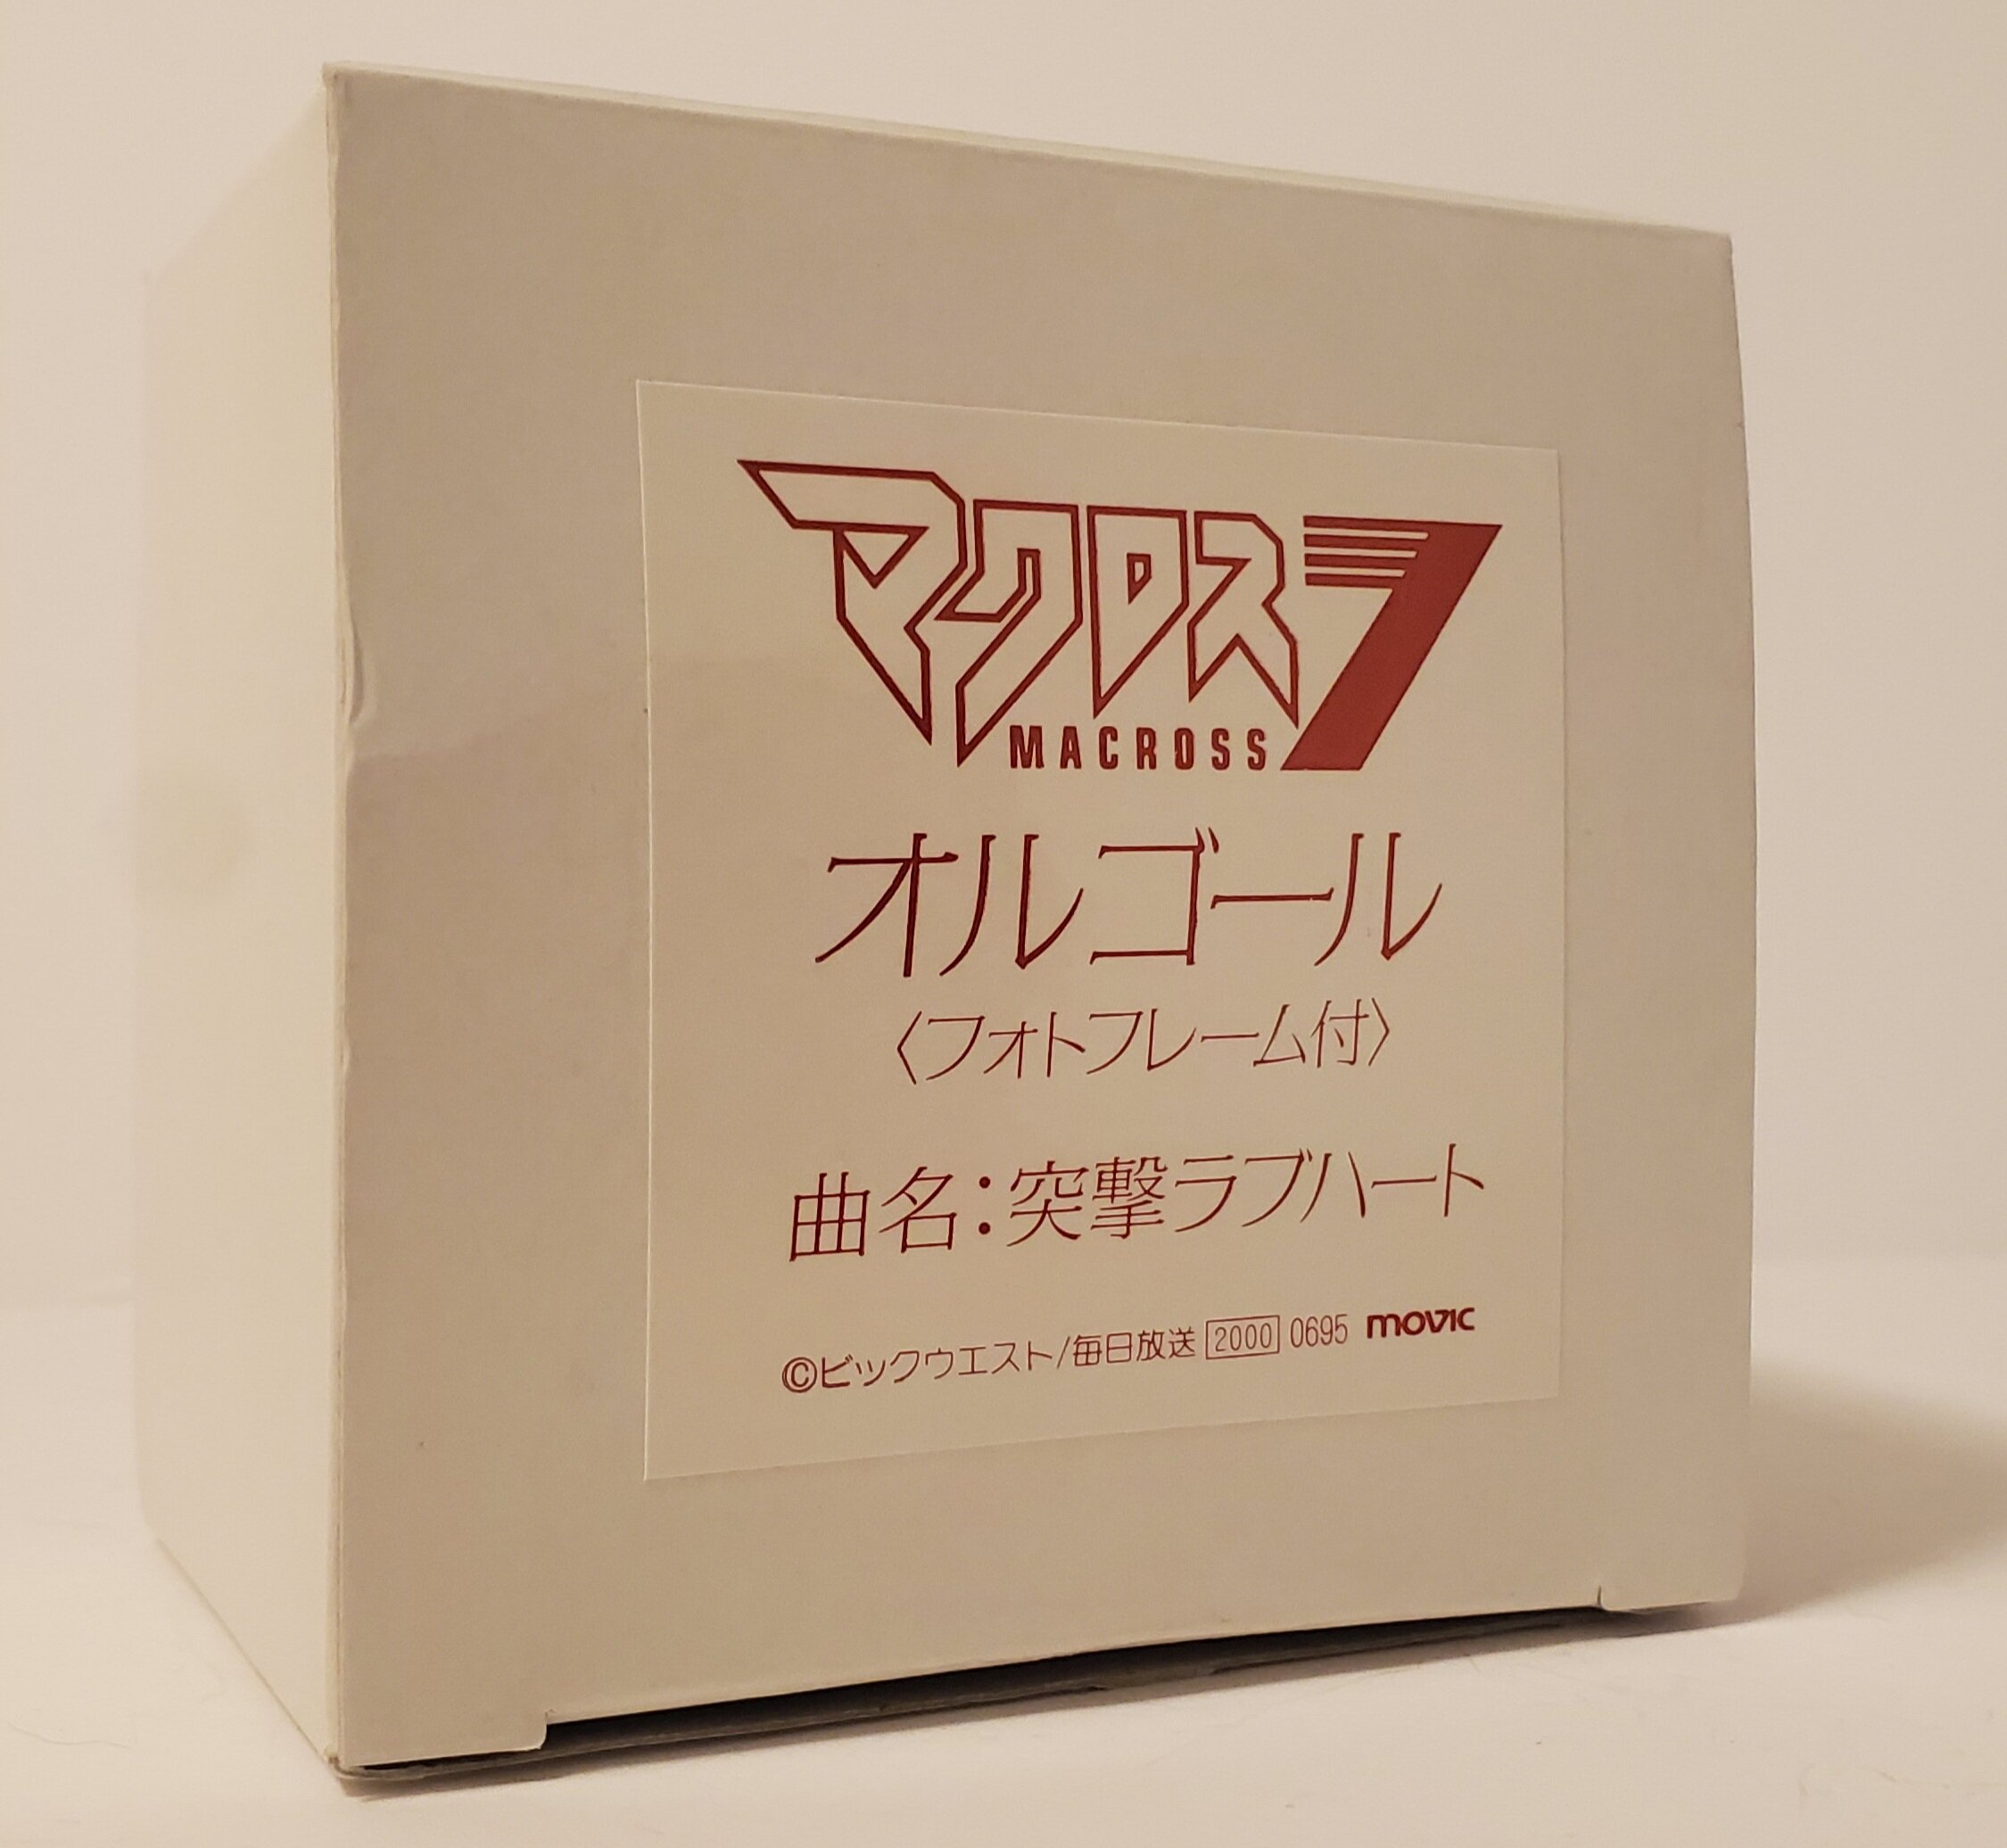 マクロス7
MACROSS
オルゴール
〈フォトフレーム付〉
曲名：突撃ラブハート
©ビックウエスト/毎日放送 2000 0695 movic